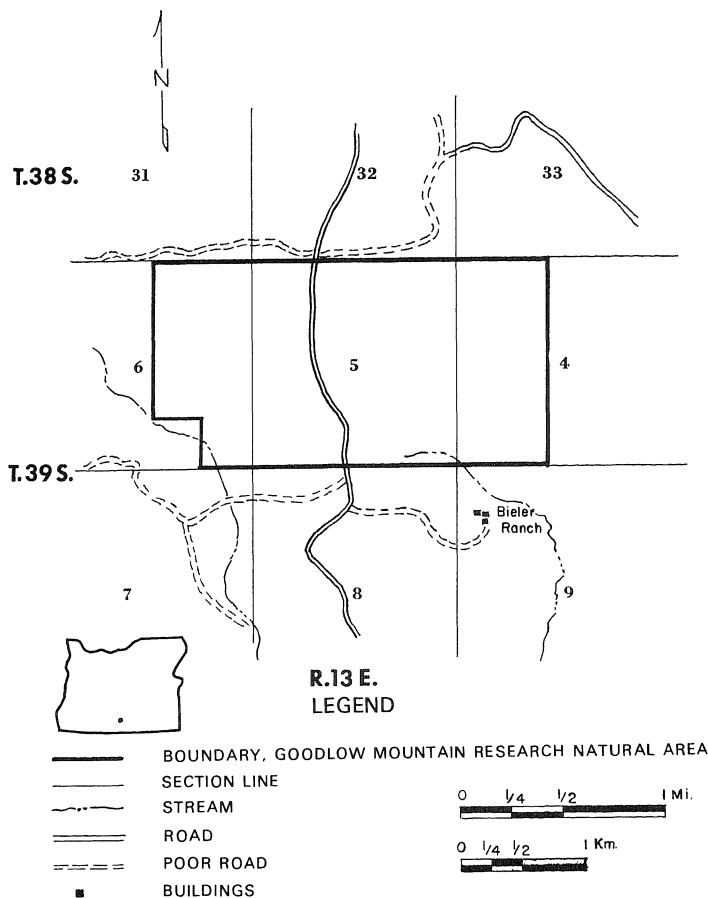 N
T.38 S.
31
32
33
6
5
4
T.39 S.
Bieler
Ranch
7
8
9
R.13 E.
LEGEND
BOUNDARY, GOODLOW MOUNTAIN RESEARCH NATURAL AREA
SECTION LINE
STREAM
ROAD
POOR ROAD
BUILDINGS
0 1/4 1/2 1 Mi.
0 1/4 1/2 1 Km.